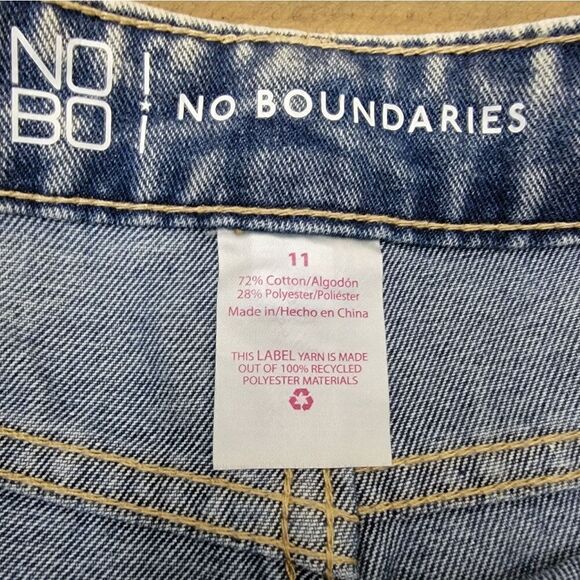 NO
BO
NO BOUNDARIES
11
72% Cotton/Algodón
28% Polyester/Poliéster
Made in/Hecho en China
THIS LABEL YARN IS MADE
OUT OF 100% RECYCLED
POLYESTER MATERIALS